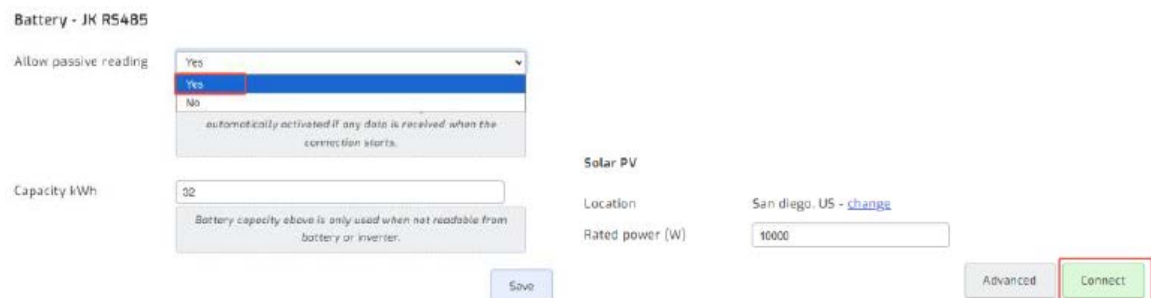 Battery - JK RS485
Allow passive reading
Yes
Yes
No
automatically activated if any data is received when the
connection starts.
Capacity kWh
32
Battery capacity above is only used when not readable from
battery or inverter.
Save
Solar PV
Location
San diego, US - change
Rated power (W)
10000
Advanced
Connect